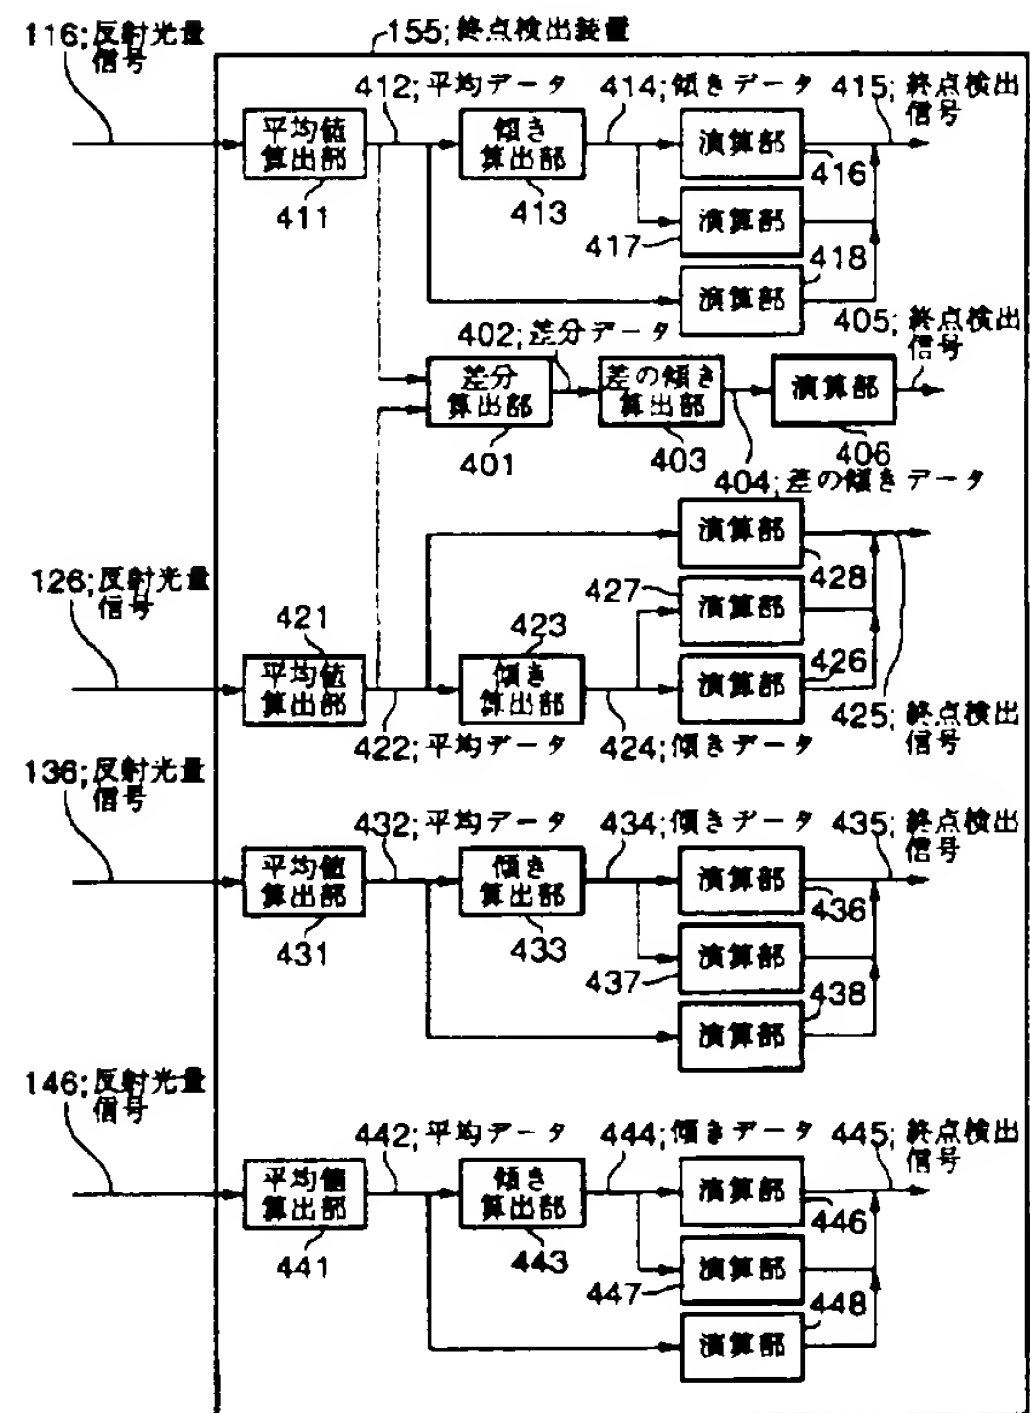 116;反射光量
信号
155;終点検出装置
412;平均データ
414;傾きデータ
415;終点検出
信号
平均値
算出部
411
傾き
算出部
413
演算部
416
演算部
417
演算部
418
402;差分データ
405;終点検出
信号
差分
算出部
401
差の傾き
算出部
403
演算部
406
404;差の傾きデータ
演算部
428
126;反射光量
信号
427
演算部
421
423
426
平均値
算出部
傾き
算出部
演算部
422;平均データ
424;傾きデータ
425;終点検出
信号
136;反射光量
信号
432;平均データ
434;傾きデータ
435;終点検出
信号
平均値
算出部
431
傾き
算出部
433
演算部
436
演算部
437
438
演算部
146;反射光量
信号
442;平均データ
444;傾きデータ
445;終点検出
信号
平均値
算出部
441
傾き
算出部
443
演算部
446
演算部
447
448
演算部